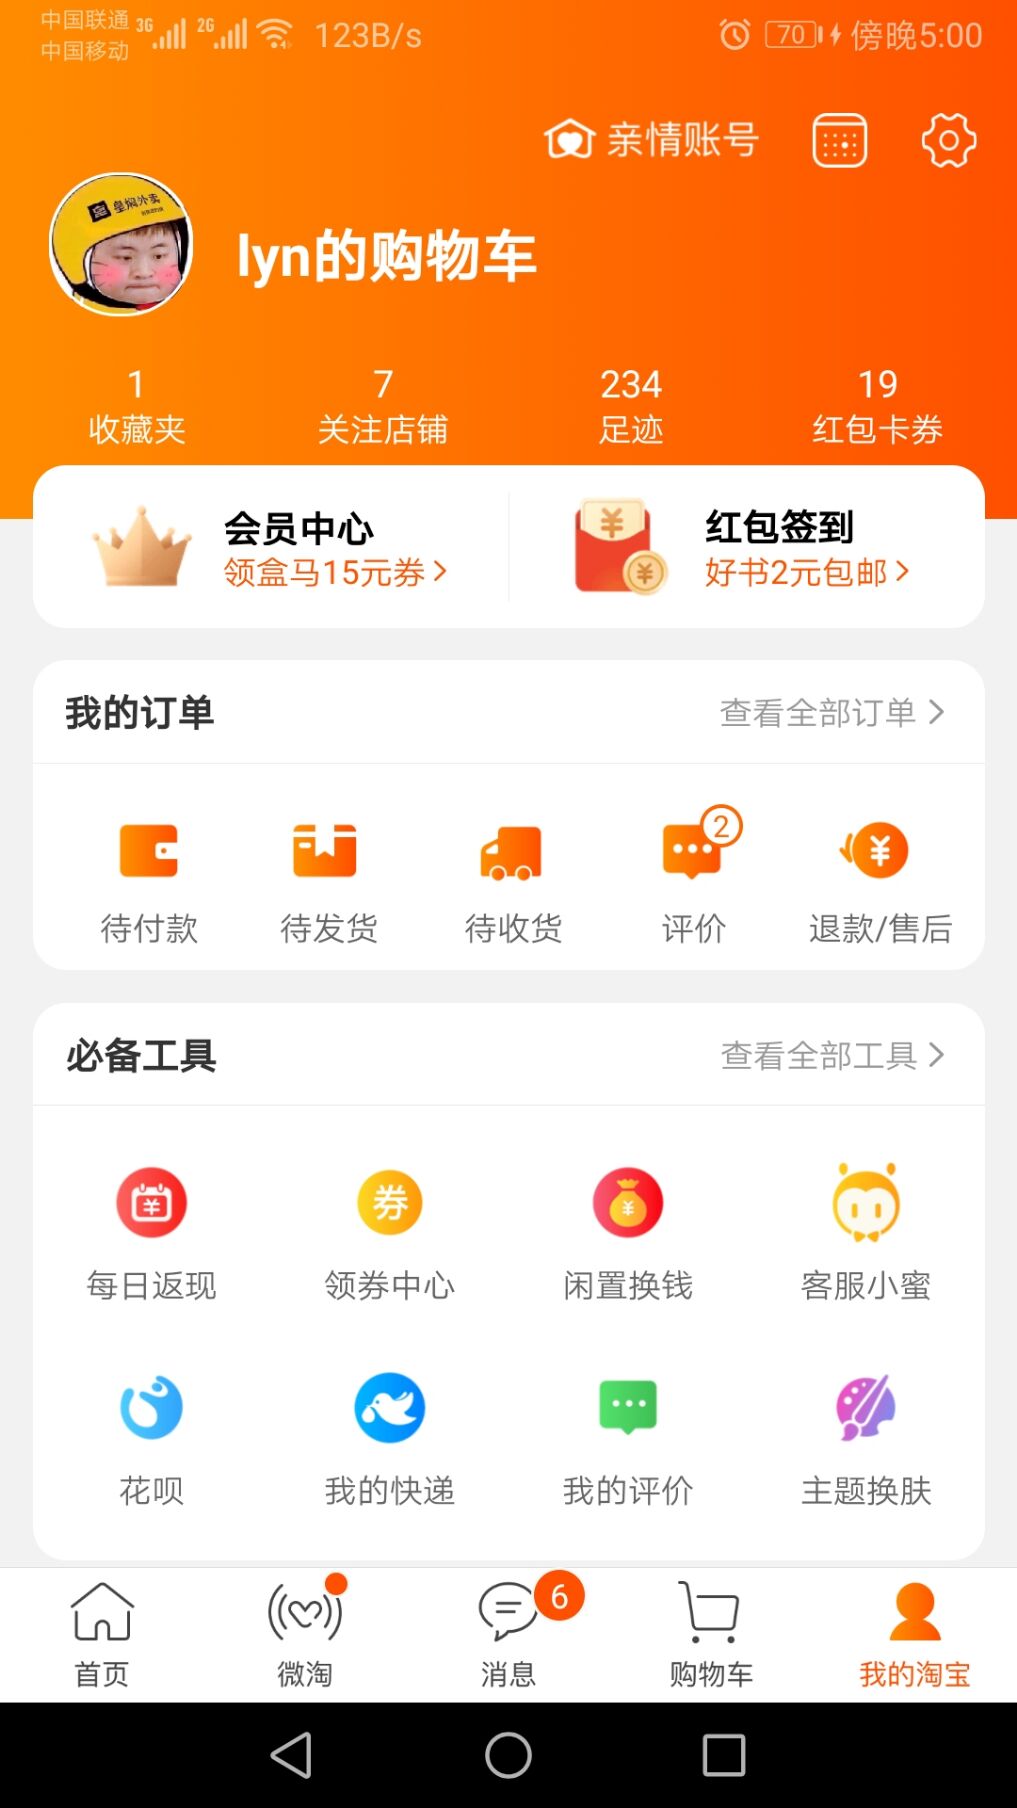 中国联通 3G 2G 123B/s 70 傍晚5:00
中国移动
亲情账号
皇焖外卖
lyn的购物车
1 7 234 19
收藏夹 关注店铺 足迹 红包卡券
会员中心 红包签到
领盒马15元券 好书2元包邮
我的订单 查看全部订单
2
待付款 待发货 待收货 评价 退款/售后
必备工具 查看全部工具
券
每日返现 领券中心 闲置换钱 客服小蜜
花呗 我的快递 我的评价 主题换肤
6
首页 微淘 消息 购物车 我的淘宝